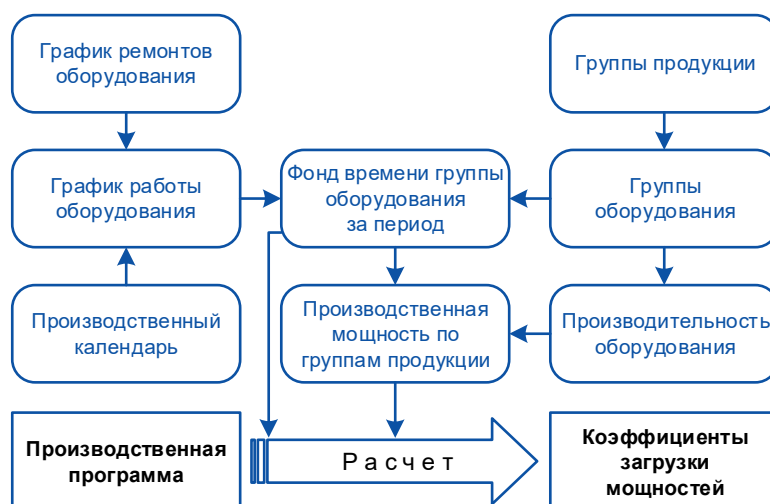 График ремонтов
оборудования
Группы продукции
График работы
оборудования
Фонд времени группы
оборудования
за период
Группы
оборудования
Производственный
календарь
Производственная
мощность по
группам продукции
Производительность
оборудования
Производственная
программа
Расчет
Коэффициенты
загрузки
мощностей